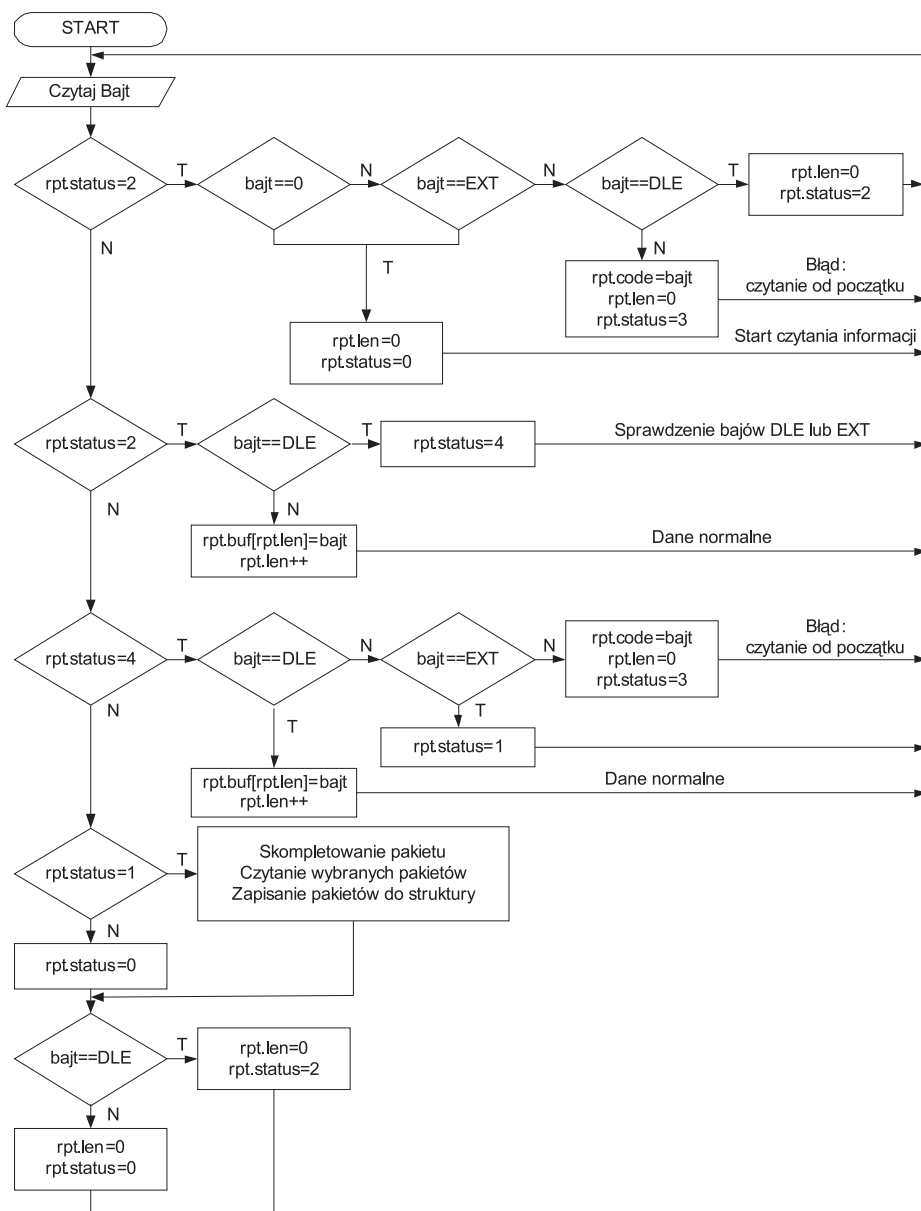 START
Czytaj Bajt
rpt.status=2
T
bajt==0
N
bajt==EXT
N
bajt==DLE
T
rpt.len=0
rpt.status=2
N
T
N
rpt.code=bajt
rpt.len=0
rpt.status=3
Błąd:
czytanie od początku
rpt.len=0
rpt.status=0
Start czytania informacji
rpt.status=2
T
bajt==DLE
T
rpt.status=4
Sprawdzenie bajów DLE lub EXT
N
N
rpt.buf[rpt.len]=bajt
rpt.len++
Dane normalne
rpt.status=4
T
bajt==DLE
N
bajt==EXT
N
rpt.code=bajt
rpt.len=0
rpt.status=3
Błąd:
czytanie od początku
N
T
T
rpt.status=1
rpt.buf[rpt.len]=bajt
rpt.len++
Dane normalne
rpt.status=1
T
Skompletowanie pakietu
Czytanie wybranych pakietów
Zapisanie pakietów do struktury
N
rpt.status=0
bajt==DLE
T
rpt.len=0
rpt.status=2
N
rpt.len=0
rpt.status=0